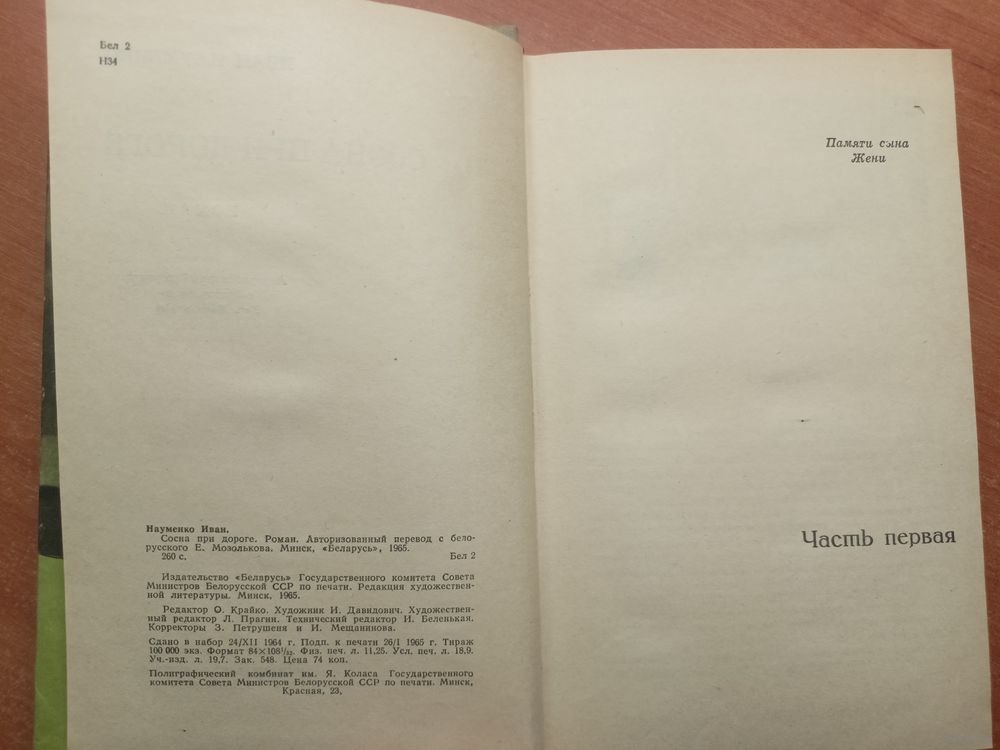 Бел 2
Н34
Науменко Иван.
Сосна при дороге. Роман. Авторизованный перевод с бело-
русского Е. Мозолькова. Минск, «Беларусь», 1965.
260 с. Бел 2
Издательство «Беларусь» Государственного комитета Совета
Министров Белорусской ССР по печати. Редакция художествен-
ной литературы. Минск, 1965.
Редактор О. Крайко. Художник И. Давидович. Художествен-
ный редактор Л. Прагин. Технический редактор И. Беленькая.
Корректоры З. Петрушеня и И. Мещанинова.
Сдано в набор 24/XII 1964 г. Подп. к печати 26/I 1965 г. Тираж
100 000 экз. Формат 84×108¹/₃₂. Физ. печ. л. 11,25. Усл. печ. л. 18,9.
Уч.-изд. л. 19,7. Зак. 548. Цена 74 коп.
Полиграфический комбинат им. Я. Коласа Государственного
комитета Совета Министров Белорусской ССР по печати. Минск,
Красная, 23,
Памяти сына
Жени
Часть первая